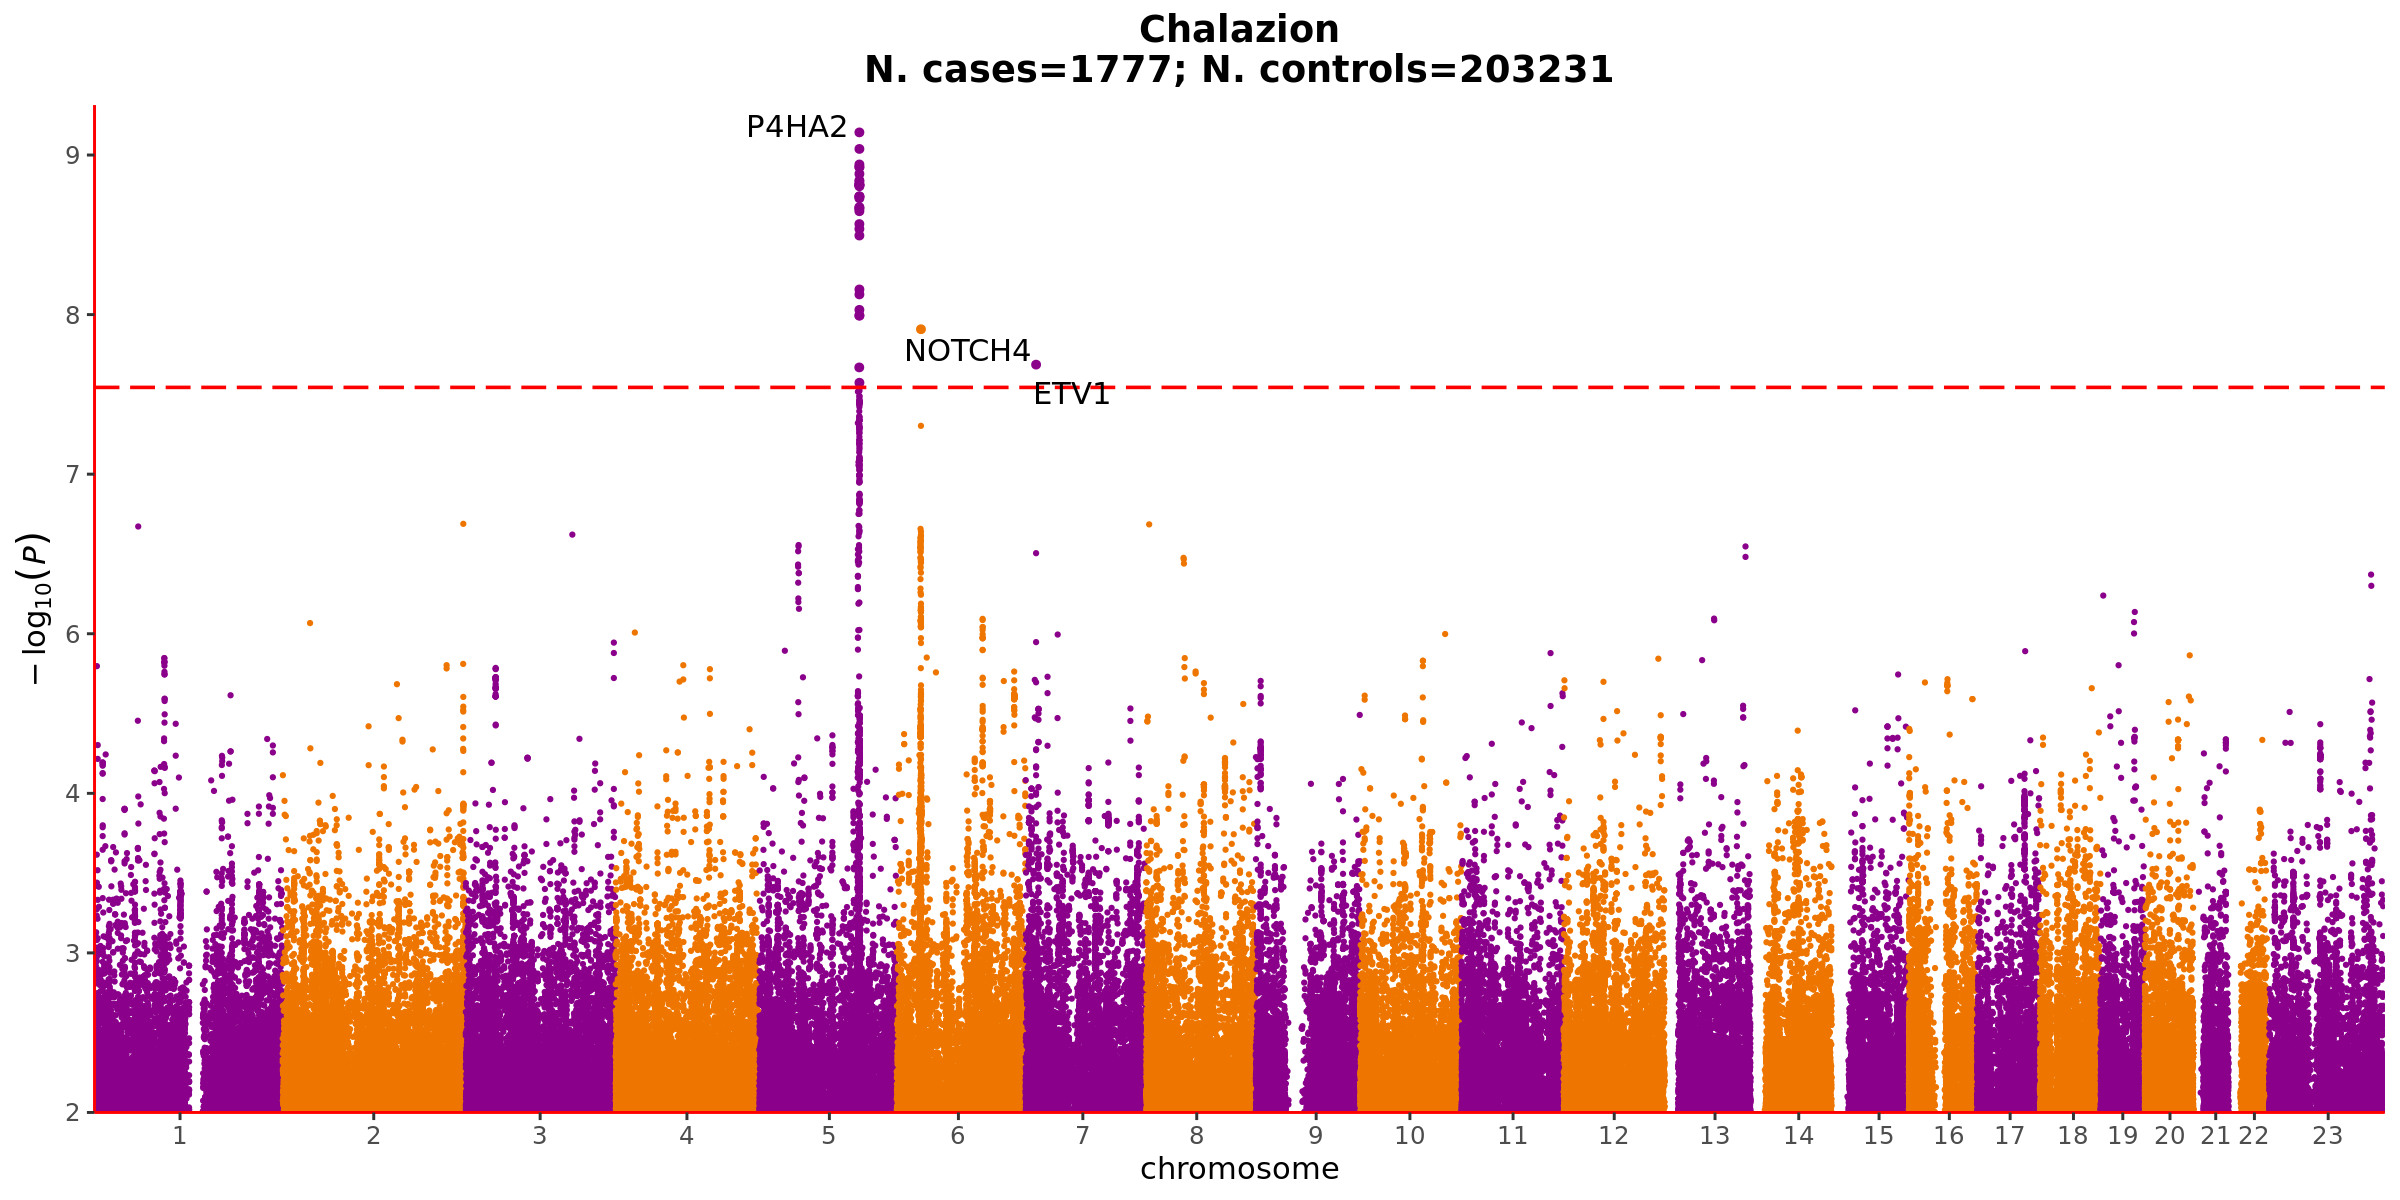 Chalazion
N. cases=1777; N. controls=203231
P4HA2
NOTCH4
ETV1
−log10(P)
9
8
7
6
5
4
3
2
1 2 3 4 5 6 7 8 9 10 11 12 13 14 15 16 17 18 19 20 21 22 23
chromosome